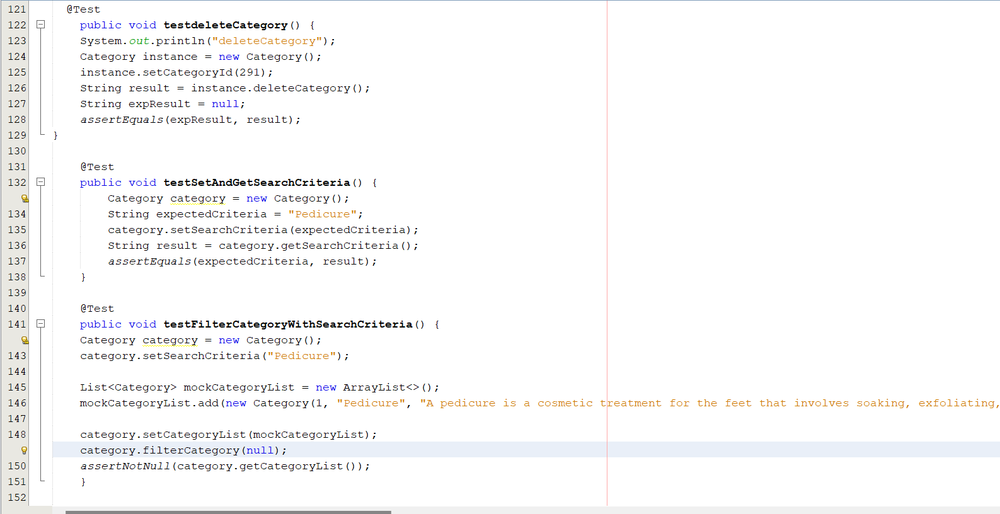 121 @Test
122 public void testdeleteCategory() {
123 System.out.println("deleteCategory");
124 Category instance = new Category();
125 instance.setCategoryId(291);
126 String result = instance.deleteCategory();
127 String expResult = null;
128 assertEquals(expResult, result);
129 }
130
131 @Test
132 public void testSetAndGetSearchCriteria() {
Category category = new Category();
134 String expectedCriteria = "Pedicure";
135 category.setSearchCriteria(expectedCriteria);
136 String result = category.getSearchCriteria();
137 assertEquals(expectedCriteria, result);
138 }
139
140 @Test
141 public void testFilterCategoryWithSearchCriteria() {
Category category = new Category();
143 category.setSearchCriteria("Pedicure");
144
145 List<Category> mockCategoryList = new ArrayList<>();
146 mockCategoryList.add(new Category(1, "Pedicure", "A pedicure is a cosmetic treatment for the feet that involves soaking, exfoliating,
147
148 category.setCategoryList(mockCategoryList);
category.filterCategory(null);
150 assertNotNull(category.getCategoryList());
151 }
152